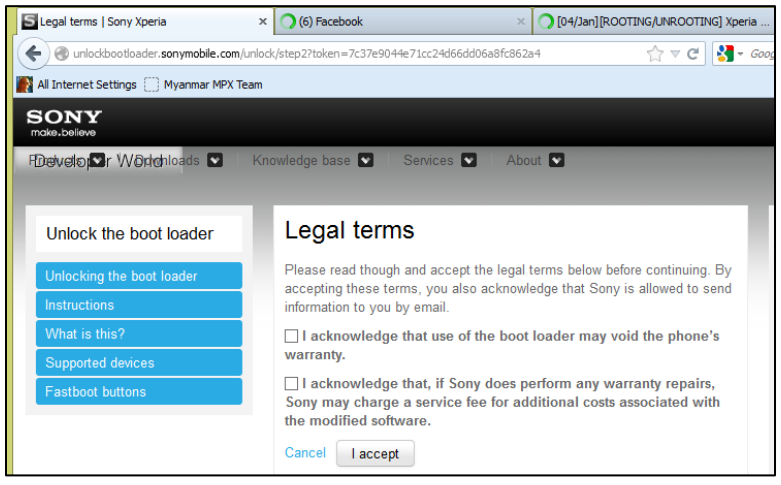 Legal terms | Sony Xperia
(6) Facebook
[04/Jan][ROOTING/UNROOTING] Xperia ...
unlockbootloader.sonymobile.com/unlock/step2?token=7c37e9044e71cc24d66dd06a8fc862a4
Goog
All Internet Settings
Myanmar MPX Team
SONY
make.believe
Developer World
Products
Downloads
Knowledge base
Services
About
Unlock the boot loader
Unlocking the boot loader
Instructions
What is this?
Supported devices
Fastboot buttons
Legal terms
Please read though and accept the legal terms below before continuing. By
accepting these terms, you also acknowledge that Sony is allowed to send
information to you by email.
I acknowledge that use of the boot loader may void the phone's
warranty.
I acknowledge that, if Sony does perform any warranty repairs,
Sony may charge a service fee for additional costs associated with
the modified software.
Cancel
I accept